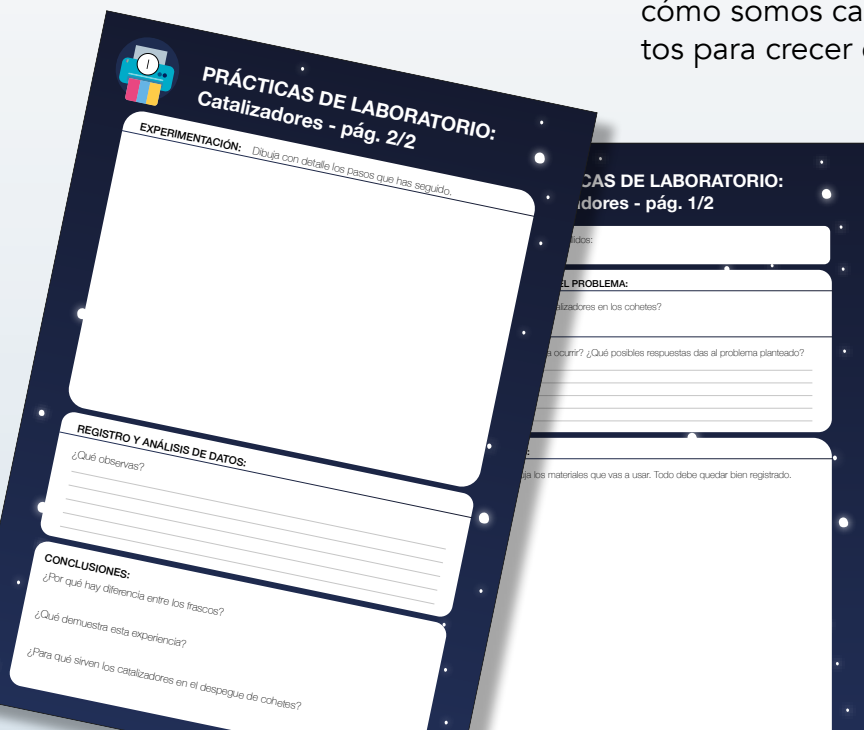 cómo somos ca
tos para crecer
PRÁCTICAS DE LABORATORIO:
Catalizadores - pág. 2/2
EXPERIMENTACIÓN: Dibuja con detalle los pasos que has seguido.
REGISTRO Y ANÁLISIS DE DATOS:
¿Qué observas?
CONCLUSIONES:
¿Por qué hay diferencia entre los frascos?
¿Qué demuestra esta experiencia?
¿Para qué sirven los catalizadores en el despegue de cohetes?
CAS DE LABORATORIO:
dores - pág. 1/2
lidos:
EL PROBLEMA:
alizadores en los cohetes?
a ocurrir? ¿Qué posibles respuestas das al problema planteado?
uja los materiales que vas a usar. Todo debe quedar bien registrado.